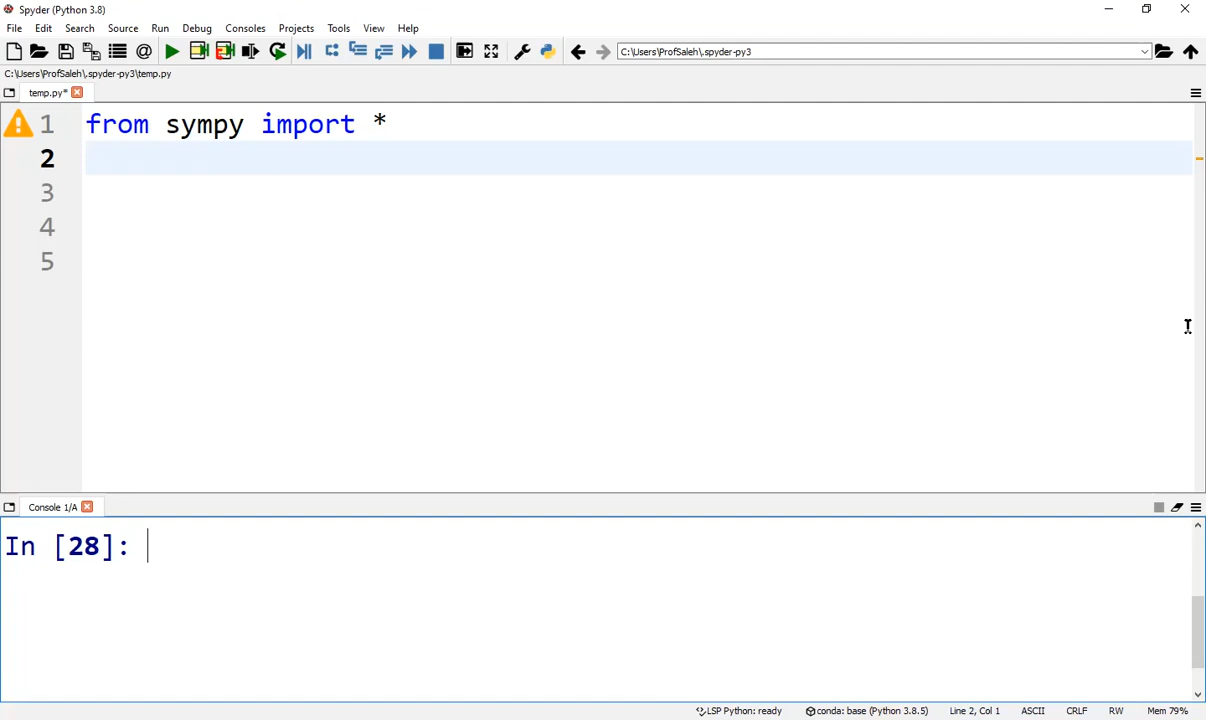 Spyder (Python 3.8)
File Edit Search Source Run Debug Consoles Projects Tools View Help
C:\Users\ProfSaleh\.spyder-py3
C:\Users\ProfSaleh\.spyder-py3\temp.py
temp.py*
1 from sympy import *
2
3
4
5
Console 1/A
In [28]:
LSP Python: ready conda: base (Python 3.8.5) Line 2, Col 1 ASCII CRLF RW Mem 79%